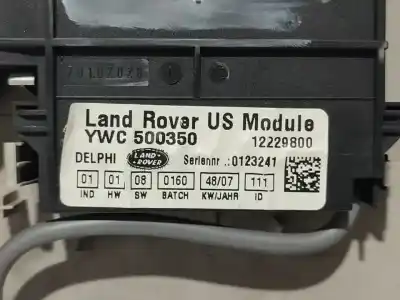 Land Rover US Module
YWC 500350 12229800
DELPHI LAND ROVER Seriennr .:0123241
01 01 08 0160 48/07 111
IND. HW SW BATCH KW/JAHR ID